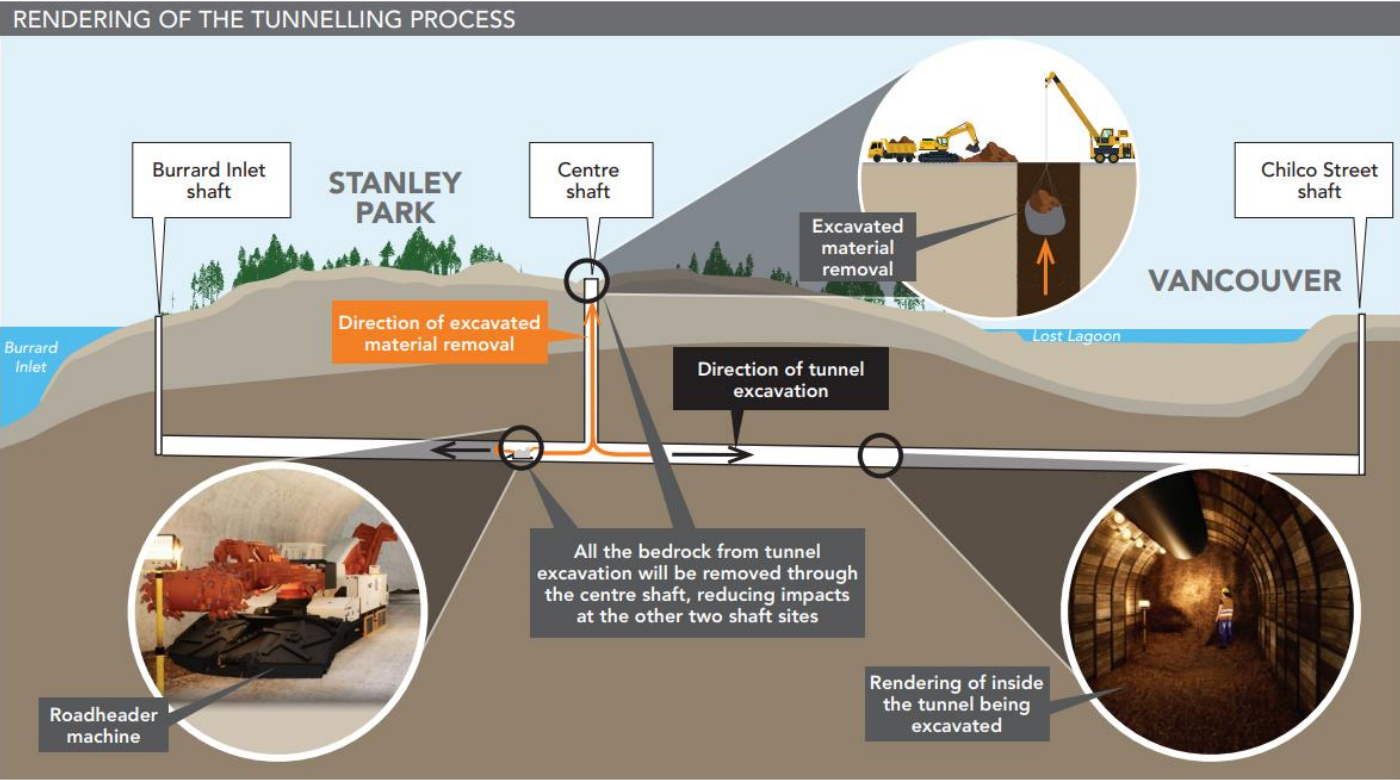 RENDERING OF THE TUNNELLING PROCESS
Burrard Inlet
shaft
STANLEY
PARK
Centre
shaft
Chilco Street
shaft
Excavated
material
removal
VANCOUVER
Direction of excavated
material removal
Burrard
Inlet
Lost Lagoon
Direction of tunnel
excavation
All the bedrock from tunnel
excavation will be removed through
the centre shaft, reducing impacts
at the other two shaft sites
Roadheader
machine
Rendering of inside
the tunnel being
excavated